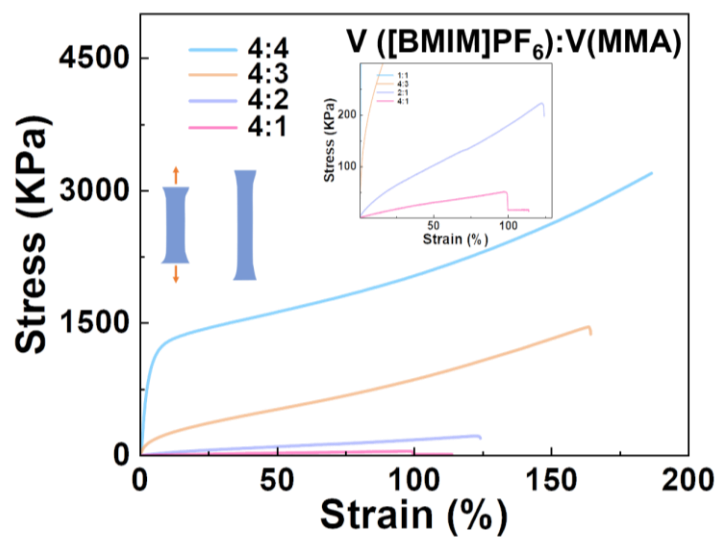 V ([BMIM]PF6):V(MMA)
4:4
4:3
4:2
4:1
Stress (KPa)
4500
3000
1500
0
0 50 100 150 200
Strain (%)
1:1
4:3
2:1
4:1
Stress (KPa)
200
100
50 100
Strain (%)